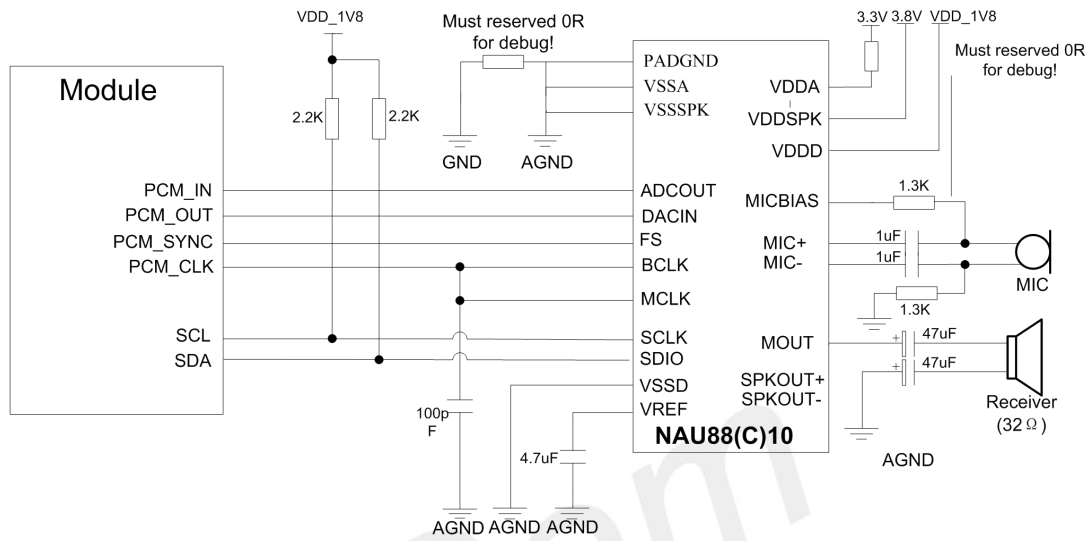 VDD_1V8
Must reserved 0R
for debug!
3.3V 3.8V VDD_1V8
Must reserved 0R
for debug!
Module
2.2K
2.2K
GND
AGND
PADGND
VSSA
VSSSPK
VDDA
VDDSPK
VDDD
PCM_IN
PCM_OUT
PCM_SYNC
PCM_CLK
SCL
SDA
ADCOUT
DACIN
FS
BCLK
MCLK
SCLK
SDIO
VSSD
VREF
MICBIAS
MIC+
MIC-
MOUT
SPKOUT+
SPKOUT-
NAU88(C)10
1.3K
1uF
1uF
MIC
1.3K
+ 47uF
+ 47uF
Receiver
(32Ω)
AGND
100p
F
4.7uF
AGND AGND AGND